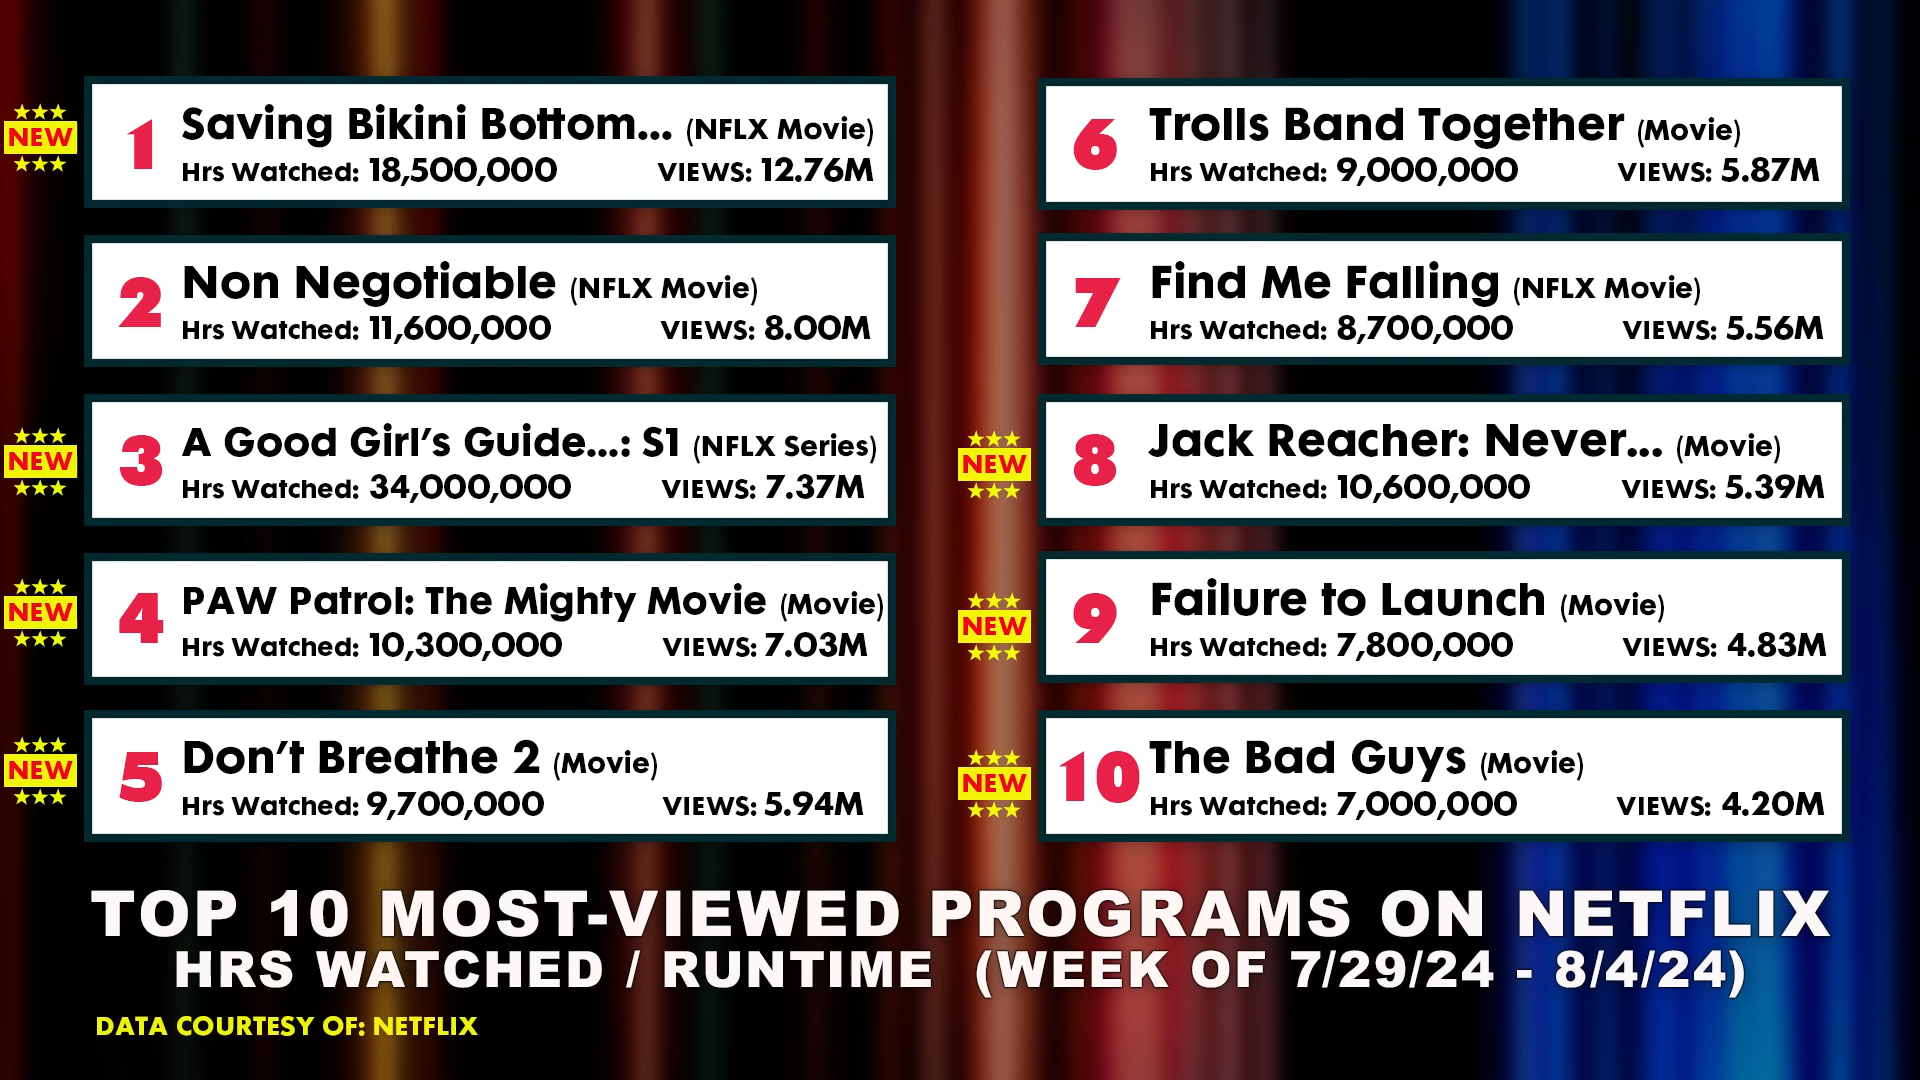 NEW
1
Saving Bikini Bottom... (NFLX Movie)
Hrs Watched: 18,500,000 VIEWS: 12.76M
2
Non Negotiable (NFLX Movie)
Hrs Watched: 11,600,000 VIEWS: 8.00M
NEW
3
A Good Girl's Guide...: S1 (NFLX Series)
Hrs Watched: 34,000,000 VIEWS: 7.37M
NEW
4
PAW Patrol: The Mighty Movie (Movie)
Hrs Watched: 10,300,000 VIEWS: 7.03M
NEW
5
Don't Breathe 2 (Movie)
Hrs Watched: 9,700,000 VIEWS: 5.94M
6
Trolls Band Together (Movie)
Hrs Watched: 9,000,000 VIEWS: 5.87M
7
Find Me Falling (NFLX Movie)
Hrs Watched: 8,700,000 VIEWS: 5.56M
NEW
8
Jack Reacher: Never... (Movie)
Hrs Watched: 10,600,000 VIEWS: 5.39M
NEW
9
Failure to Launch (Movie)
Hrs Watched: 7,800,000 VIEWS: 4.83M
NEW
10
The Bad Guys (Movie)
Hrs Watched: 7,000,000 VIEWS: 4.20M
TOP 10 MOST-VIEWED PROGRAMS ON NETFLIX
HRS WATCHED / RUNTIME (WEEK OF 7/29/24 - 8/4/24)
DATA COURTESY OF: NETFLIX